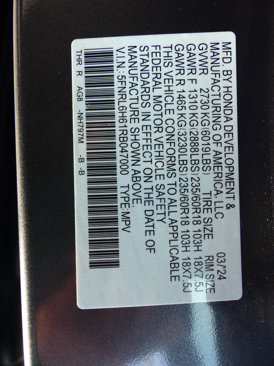 MFD. BY HONDA DEVELOPMENT &
MANUFACTURING OF AMERICA, LLC 03/24
GVWR 2730 KG(6019 LBS) TIRE SIZE RIM SIZE
GAWR F 1310 KG(2888LBS)235/60R18 103H 18X7.5J
GAWR R 1465 KG(3230LBS)235/60R18 103H 18X7.5J
THIS VEHICLE CONFORMS TO ALL APPLICABLE
FEDERAL MOTOR VEHICLE SAFETY
STANDARDS IN EFFECT ON THE DATE OF
MANUFACTURE SHOWN ABOVE.
V.I.N.: 5FNRL6H61RB047000 TYPE:MPV
THR R AG8 -NH797M -B -B